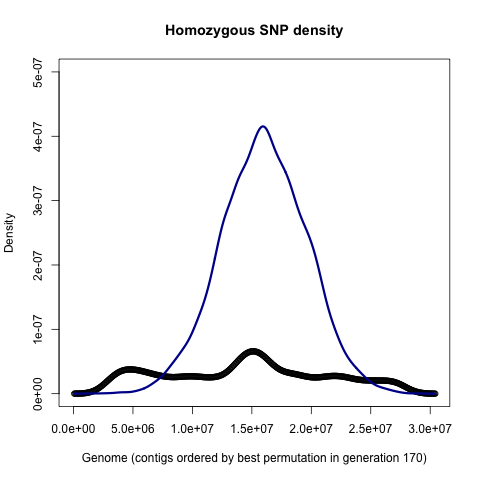 Homozygous SNP density
Density
5e-07
4e-07
3e-07
2e-07
1e-07
0e+00
0.0e+00 5.0e+06 1.0e+07 1.5e+07 2.0e+07 2.5e+07 3.0e+07
Genome (contigs ordered by best permutation in generation 170)